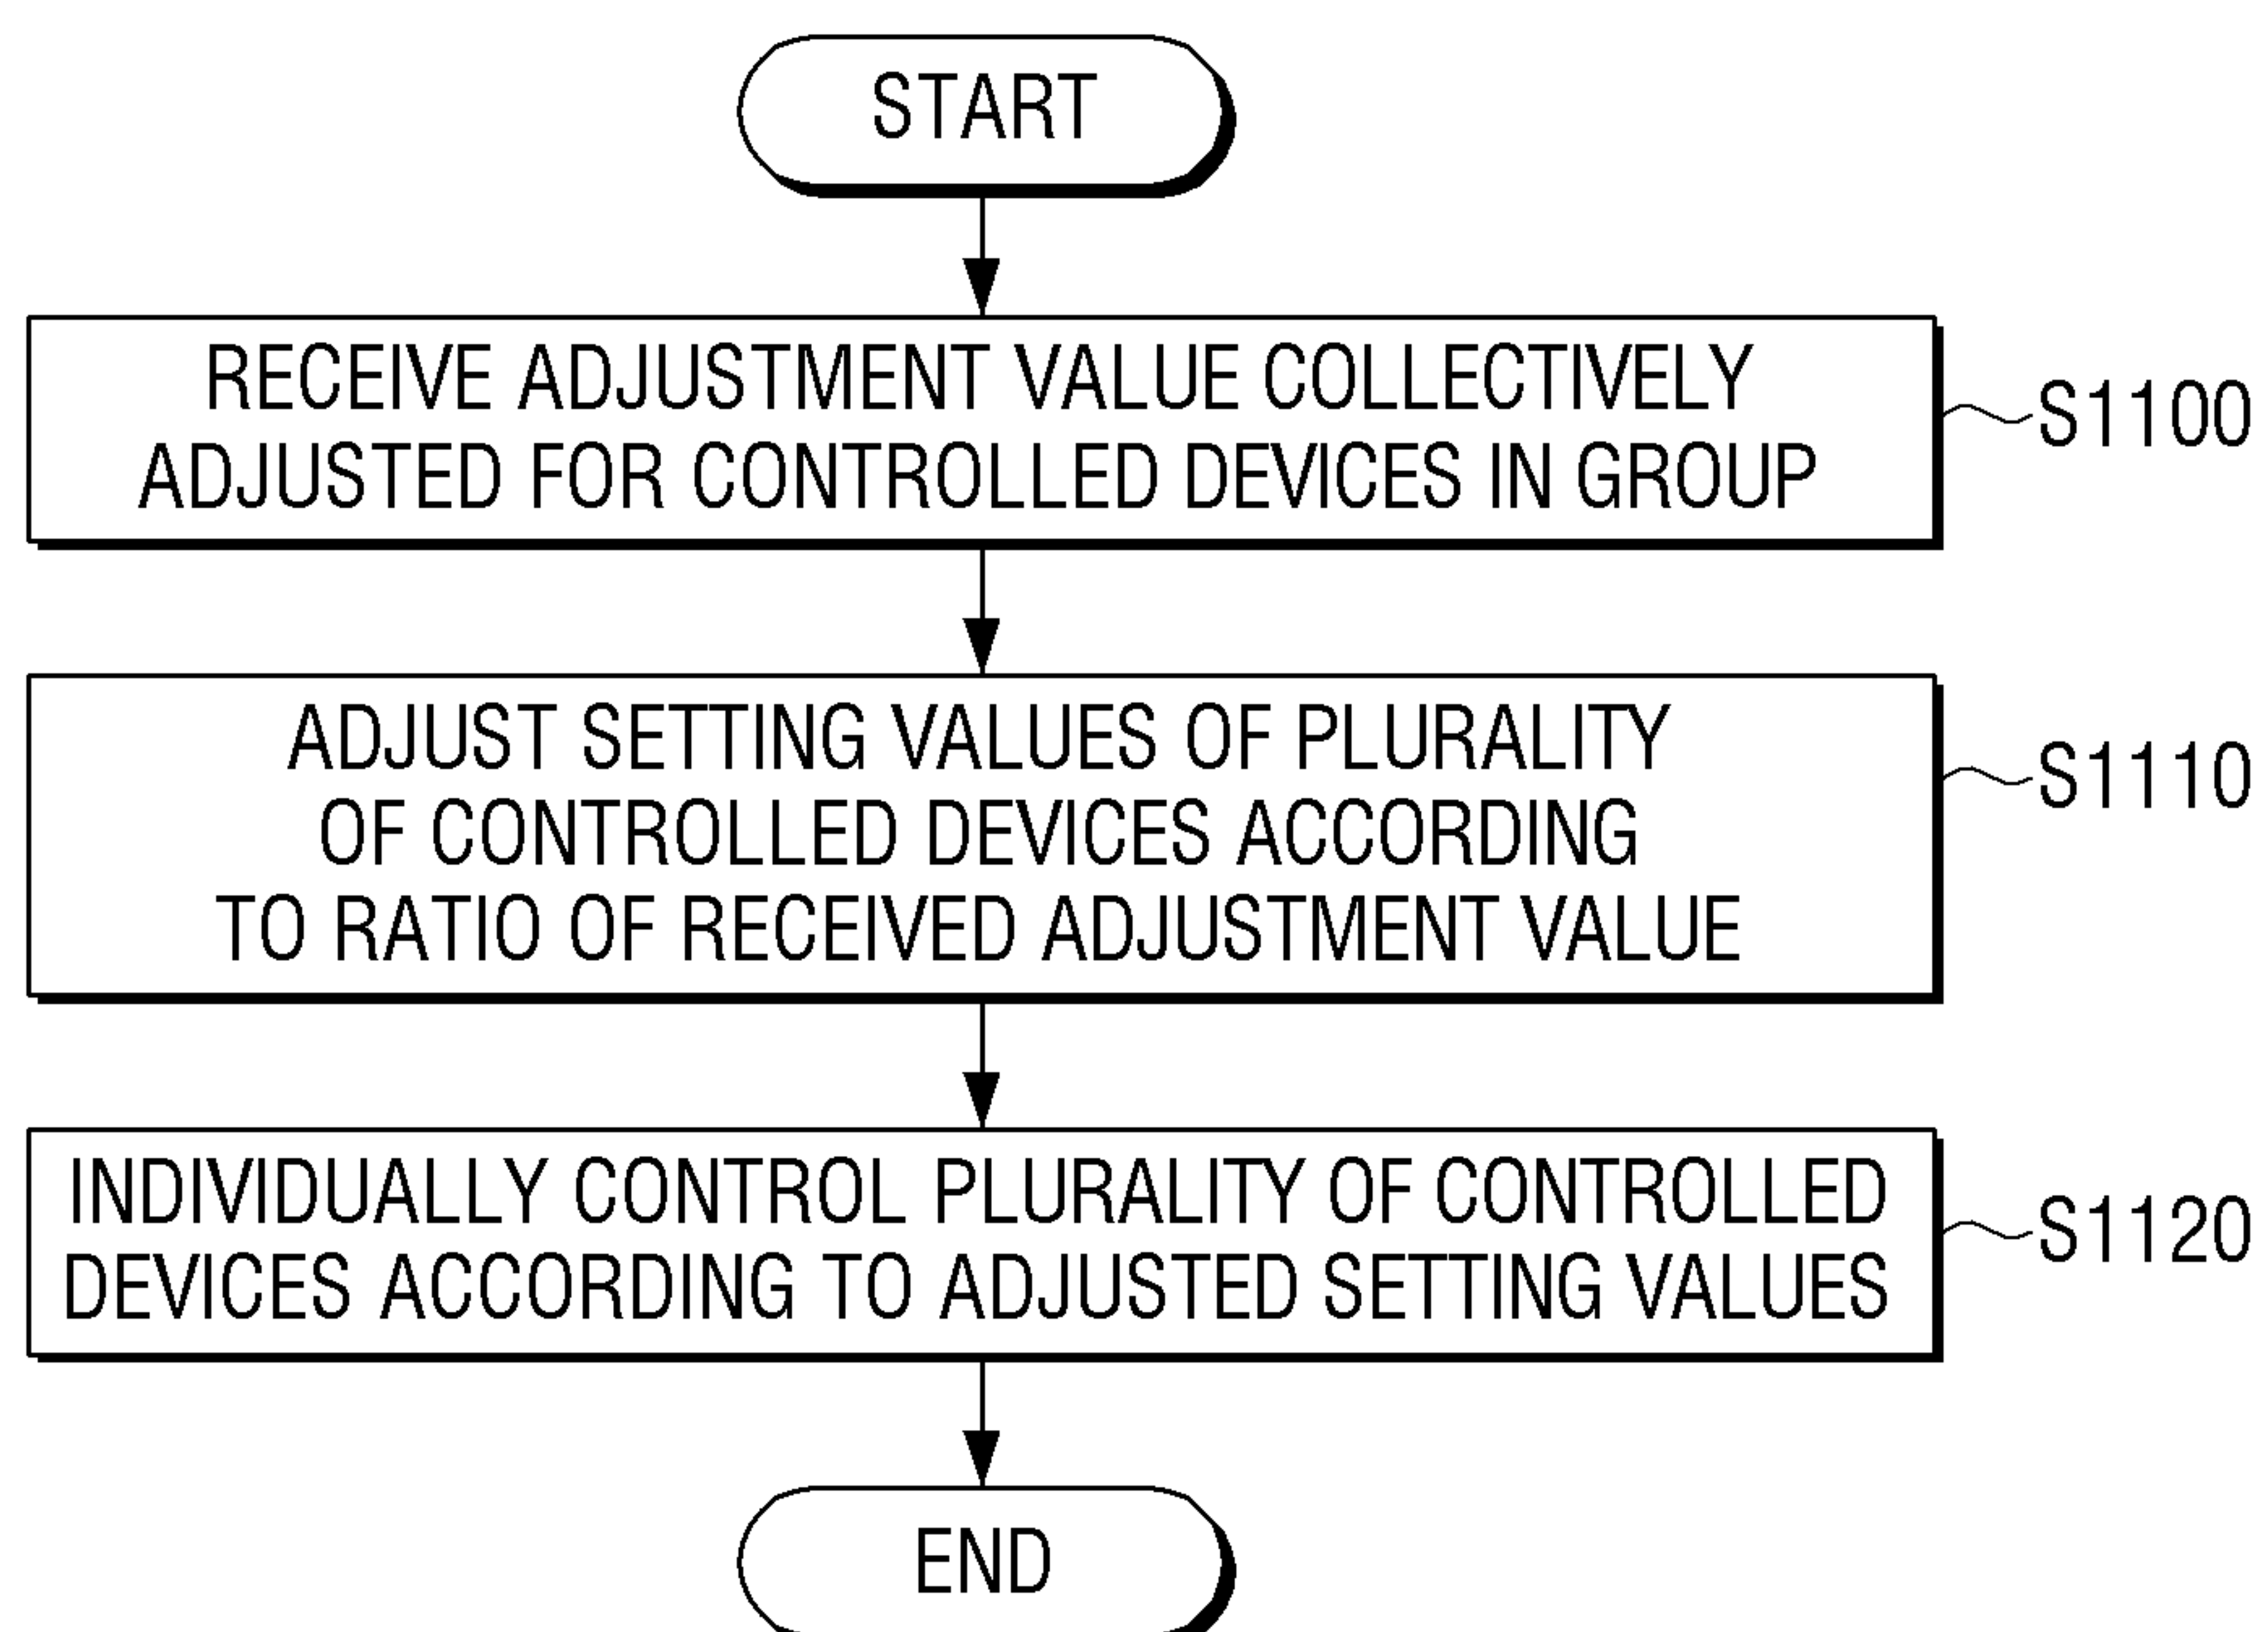 START
RECEIVE ADJUSTMENT VALUE COLLECTIVELY
ADJUSTED FOR CONTROLLED DEVICES IN GROUP
S1100
ADJUST SETTING VALUES OF PLURALITY
OF CONTROLLED DEVICES ACCORDING
TO RATIO OF RECEIVED ADJUSTMENT VALUE
S1110
INDIVIDUALLY CONTROL PLURALITY OF CONTROLLED
DEVICES ACCORDING TO ADJUSTED SETTING VALUES
S1120
END